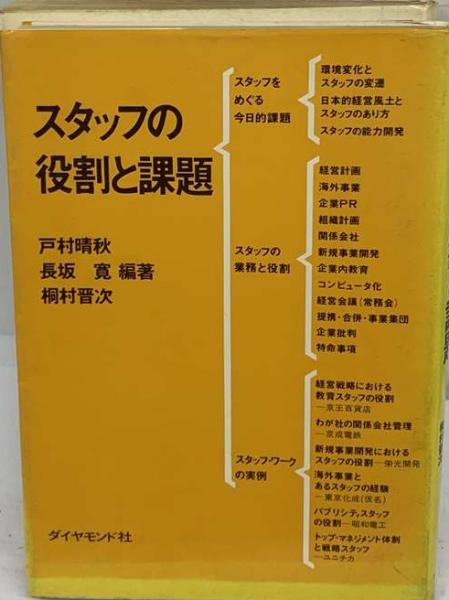 スタッフの
役割と課題
戸村晴秋
長坂 寛 編著
桐村晋次
ダイヤモンド社
スタッフを
めぐる
今日的課題
環境変化と
スタッフの変遷
日本的経営風土と
スタッフのあり方
スタッフの能力開発
スタッフの
業務と役割
経営計画
海外事業
企業PR
組織計画
関係会社
新規事業開発
企業内教育
コンピュータ化
経営会議(常務会)
提携・合併・事業集団
企業批判
特命事項
スタッフ・ワーク
の実例
経営戦略における
教育スタッフの役割
—京王百貨店
わが社の関係会社管理
—京成電鉄
新規事業開発における
スタッフの役割—栄光開発
海外事業と
あるスタッフの経験
—東京化成(仮名)
パブリシティスタッフ
の役割—昭和電工
トップ・マネジメント体制
と戦略スタッフ
—ユニチカ